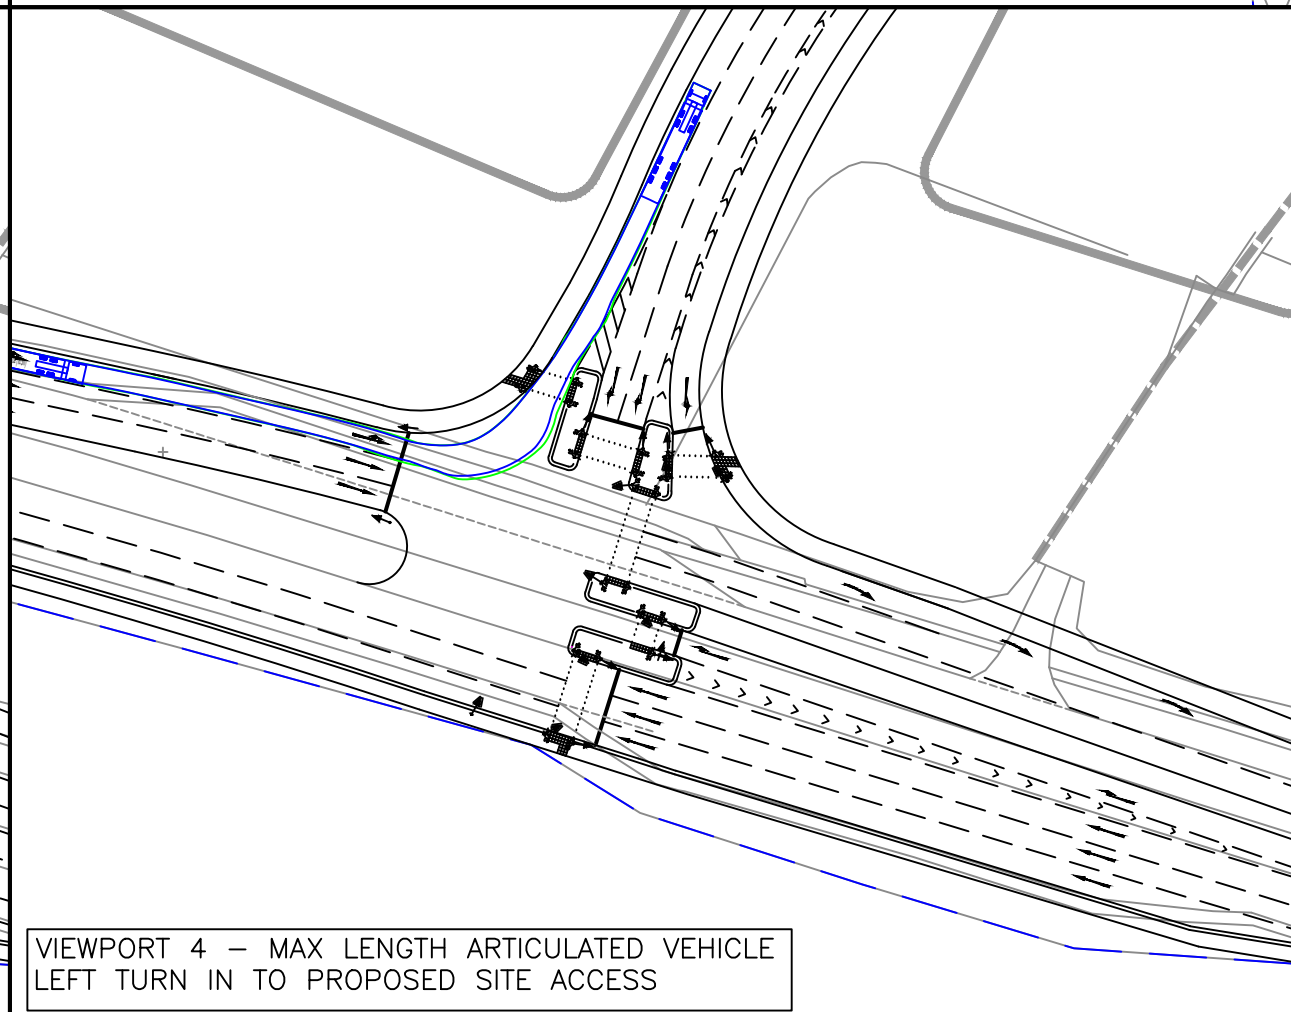 VIEWPORT 4 – MAX LENGTH ARTICULATED VEHICLE
LEFT TURN IN TO PROPOSED SITE ACCESS